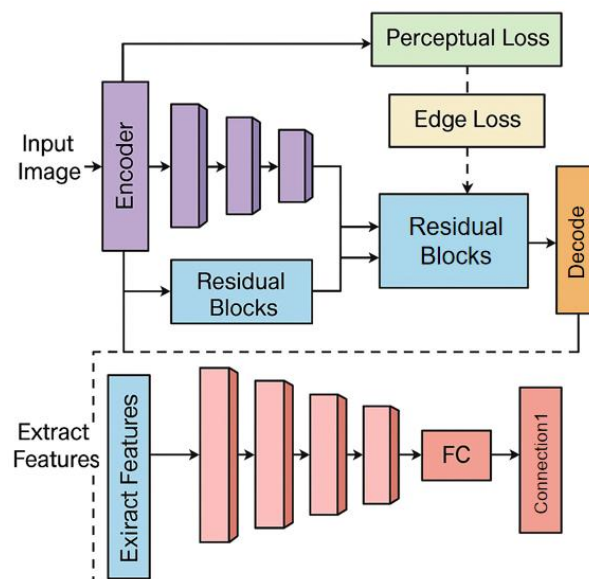 Perceptual Loss
Edge Loss
Input
Image
Encoder
Residual
Blocks
Decode
Residual
Blocks
Extract
Features
Exiract Features
FC
Connection1